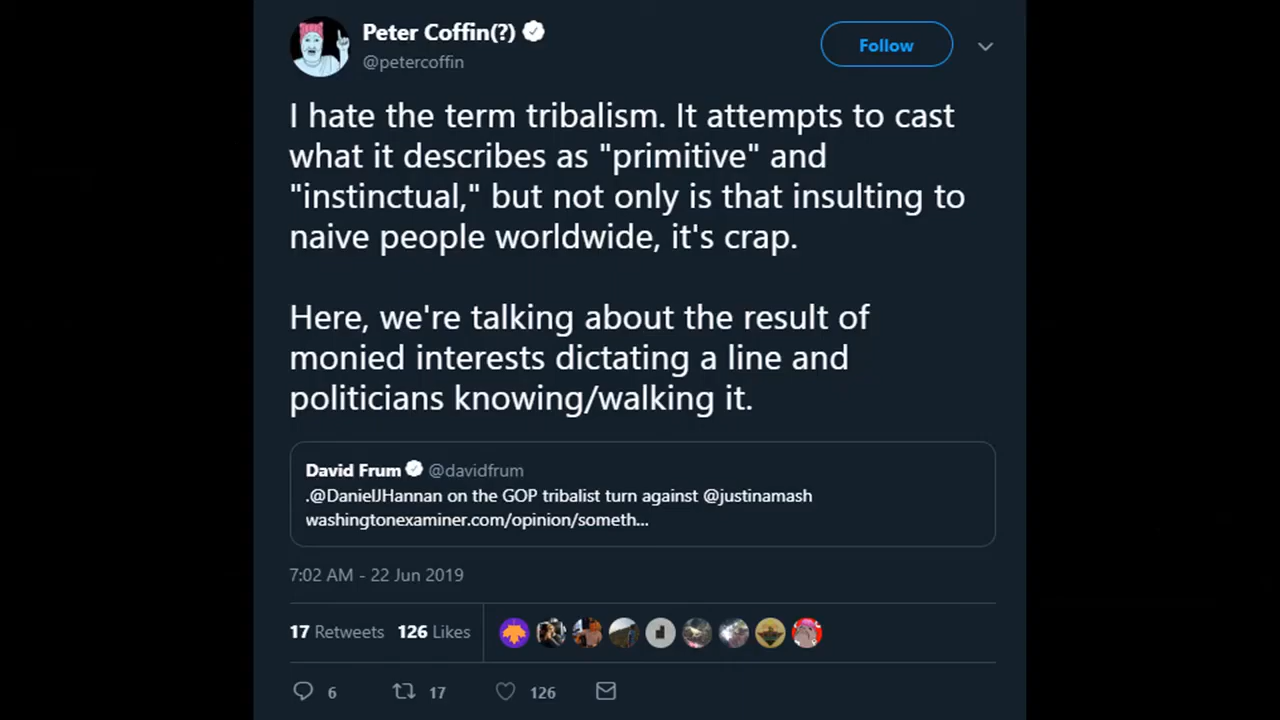 Peter Coffin(?)
Follow
@petercoffin
I hate the term tribalism. It attempts to cast
what it describes as "primitive" and
"instinctual," but not only is that insulting to
naive people worldwide, it's crap.
Here, we're talking about the result of
monied interests dictating a line and
politicians knowing/walking it.
David Frum @davidfrum
.@DanielJHannan on the GOP tribalist turn against @justinamash
washingtonexaminer.com/opinion/someth...
7:02 AM - 22 Jun 2019
17 Retweets 126 Likes
6 17 126